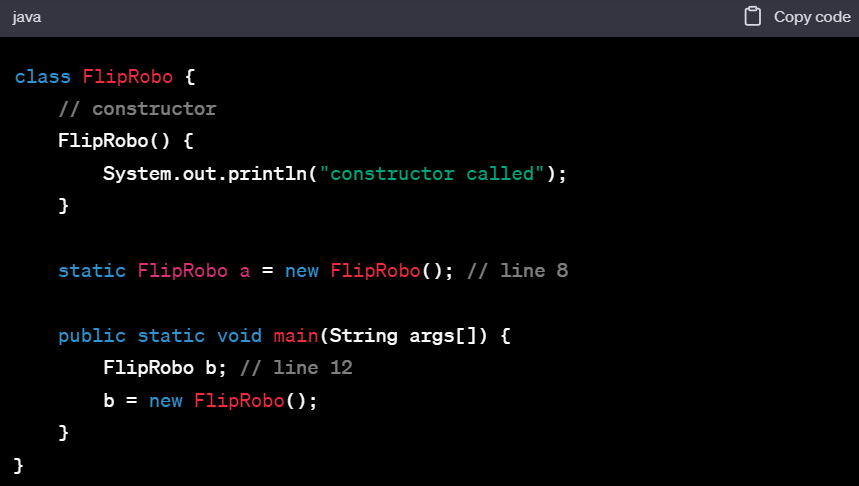 java
Copy code
class FlipRobo {
// constructor
FlipRobo() {
System.out.println("constructor called");
}
static FlipRobo a = new FlipRobo(); // line 8
public static void main(String args[]) {
FlipRobo b; // line 12
b = new FlipRobo();
}
}